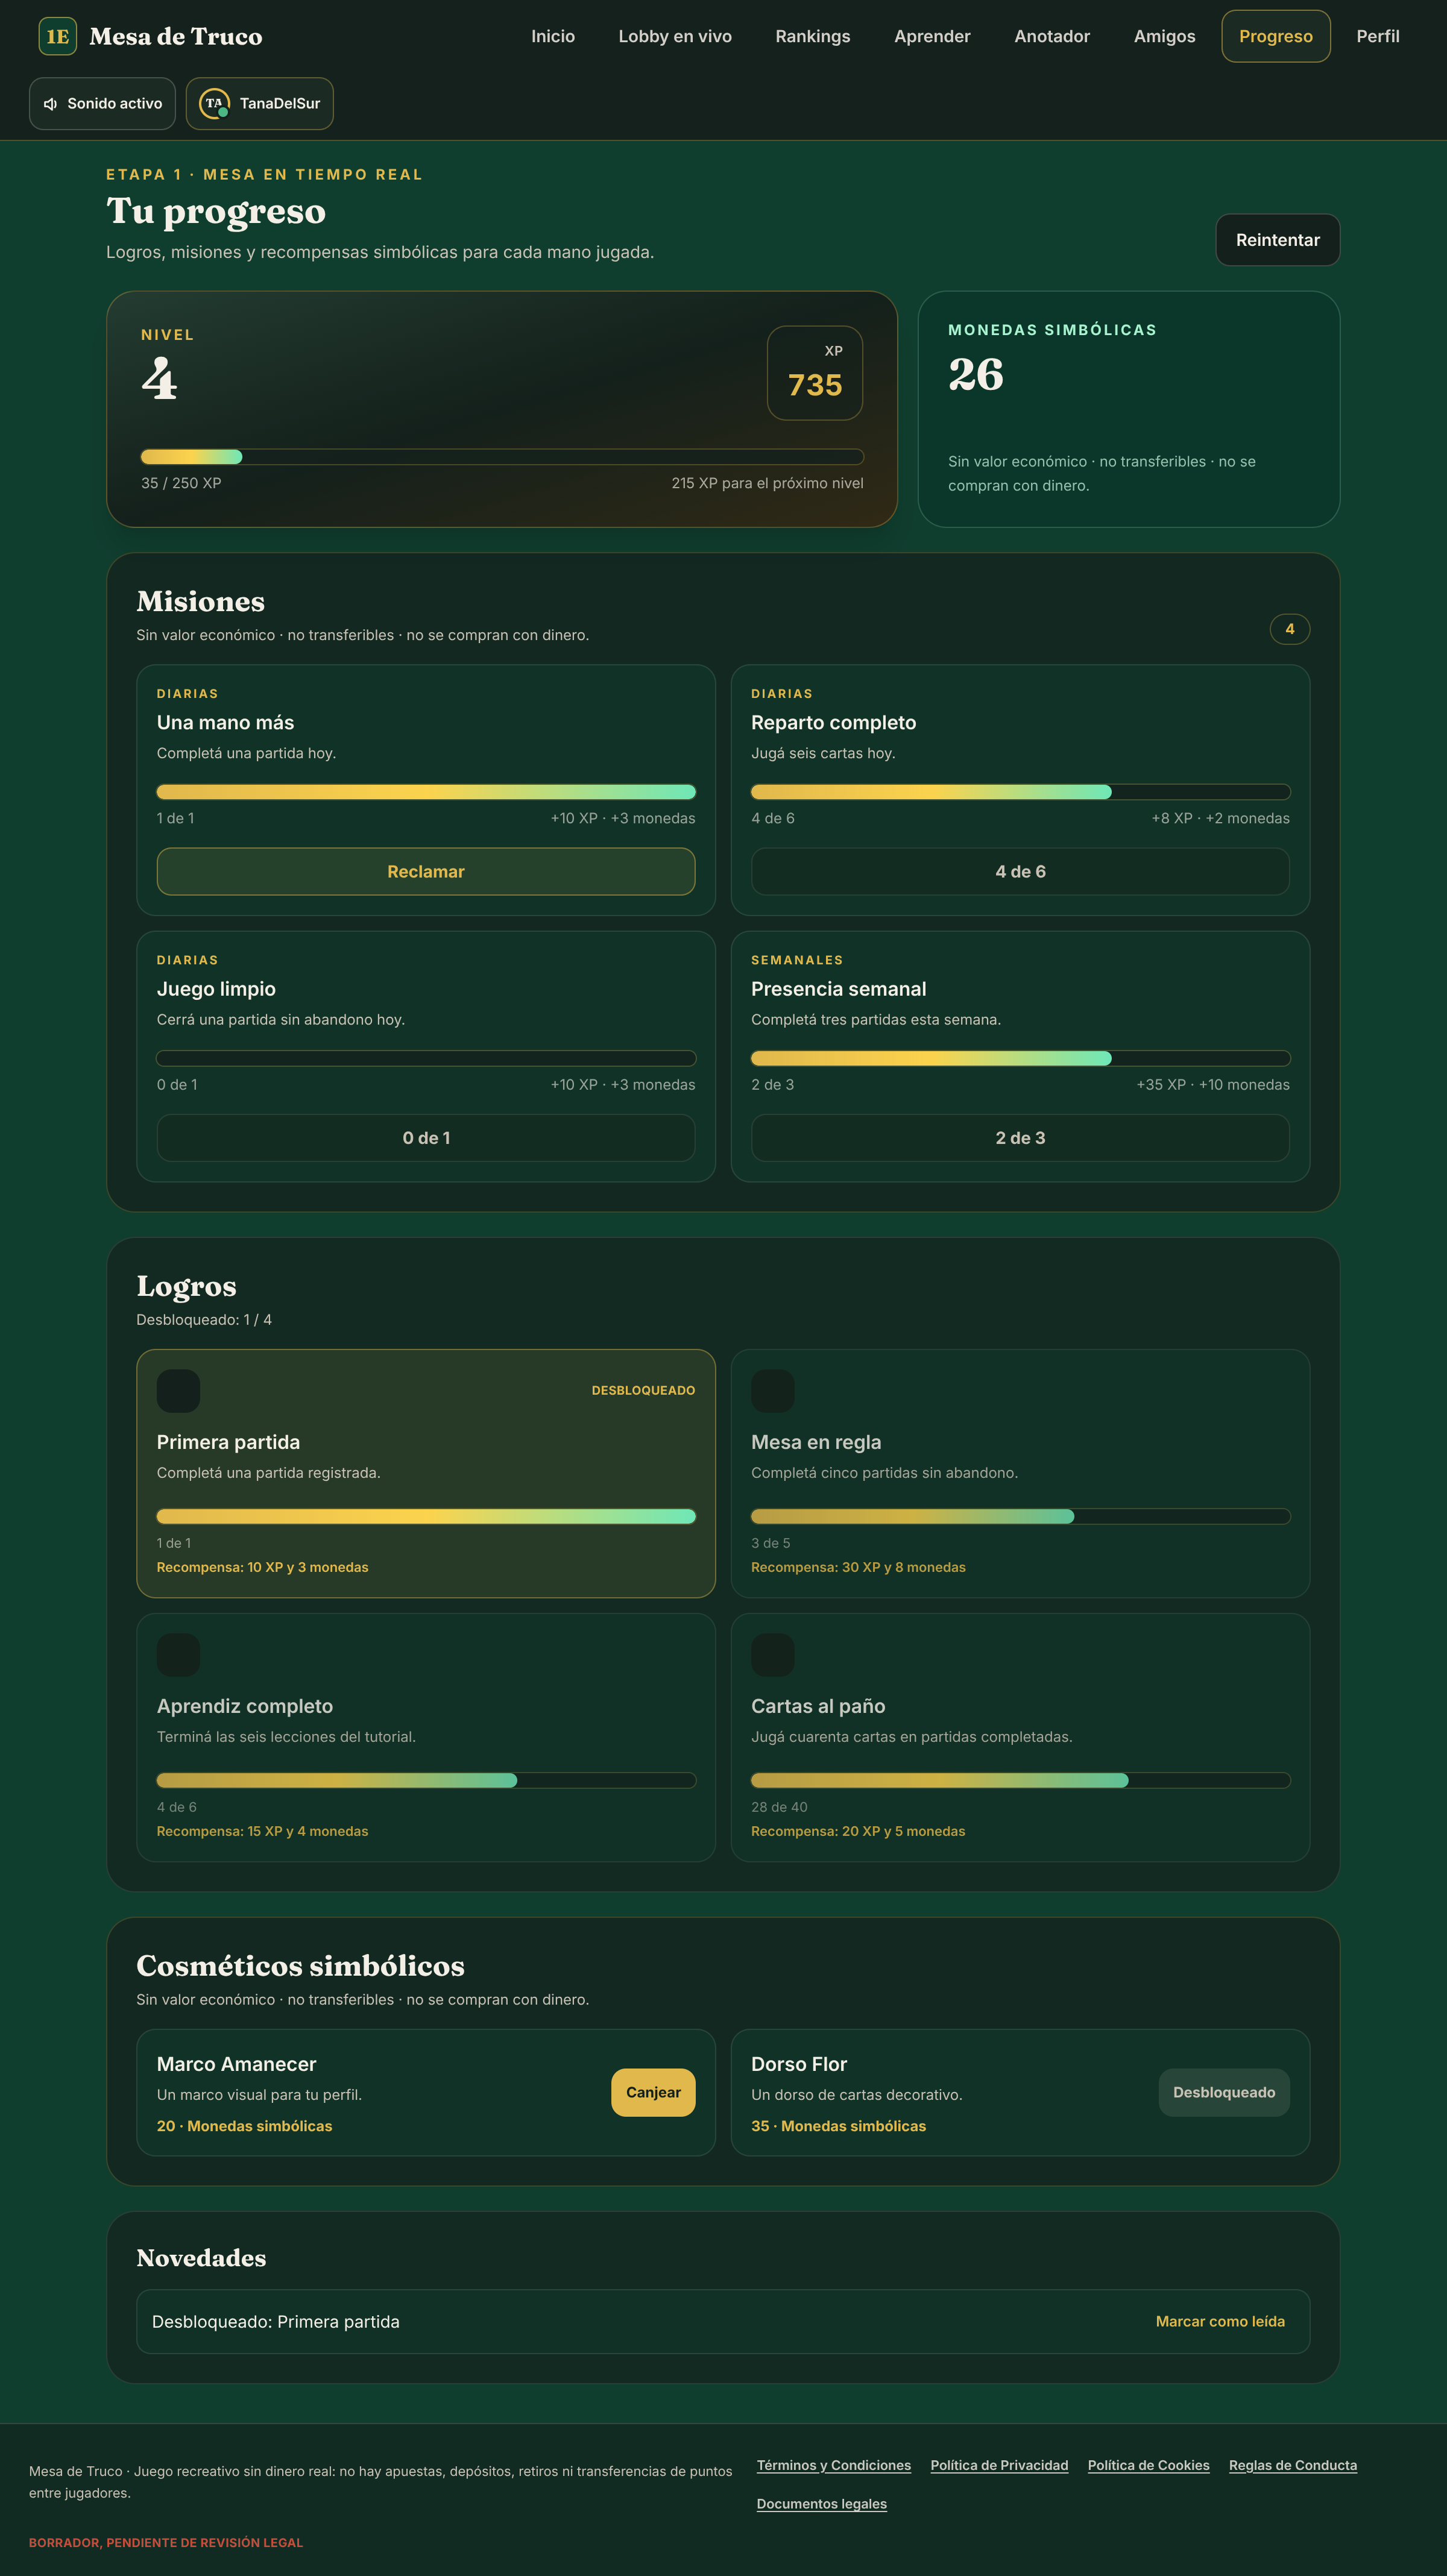 1E Mesa de Truco
Inicio Lobby en vivo Rankings Aprender Anotador Amigos Progreso Perfil
Sonido activo
TA TanaDelSur
ETAPA 1 · MESA EN TIEMPO REAL
Tu progreso
Logros, misiones y recompensas simbólicas para cada mano jugada.
Reintentar
NIVEL
4
XP
735
35 / 250 XP
215 XP para el próximo nivel
MONEDAS SIMBÓLICAS
26
Sin valor económico · no transferibles · no se
compran con dinero.
Misiones
Sin valor económico · no transferibles · no se compran con dinero.
4
DIARIAS
Una mano más
Completá una partida hoy.
1 de 1
+10 XP · +3 monedas
Reclamar
DIARIAS
Reparto completo
Jugá seis cartas hoy.
4 de 6
+8 XP · +2 monedas
4 de 6
DIARIAS
Juego limpio
Cerrá una partida sin abandono hoy.
0 de 1
+10 XP · +3 monedas
0 de 1
SEMANALES
Presencia semanal
Completá tres partidas esta semana.
2 de 3
+35 XP · +10 monedas
2 de 3
Logros
Desbloqueado: 1 / 4
DESBLOQUEADO
Primera partida
Completá una partida registrada.
1 de 1
Recompensa: 10 XP y 3 monedas
Mesa en regla
Completá cinco partidas sin abandono.
3 de 5
Recompensa: 30 XP y 8 monedas
Aprendiz completo
Terminá las seis lecciones del tutorial.
4 de 6
Recompensa: 15 XP y 4 monedas
Cartas al paño
Jugá cuarenta cartas en partidas completadas.
28 de 40
Recompensa: 20 XP y 5 monedas
Cosméticos simbólicos
Sin valor económico · no transferibles · no se compran con dinero.
Marco Amanecer
Un marco visual para tu perfil.
20 · Monedas simbólicas
Canjear
Dorso Flor
Un dorso de cartas decorativo.
35 · Monedas simbólicas
Desbloqueado
Novedades
Desbloqueado: Primera partida
Marcar como leída
Mesa de Truco · Juego recreativo sin dinero real: no hay apuestas, depósitos, retiros ni transferencias de puntos
entre jugadores.
BORRADOR, PENDIENTE DE REVISIÓN LEGAL
Términos y Condiciones Política de Privacidad Política de Cookies Reglas de Conducta
Documentos legales